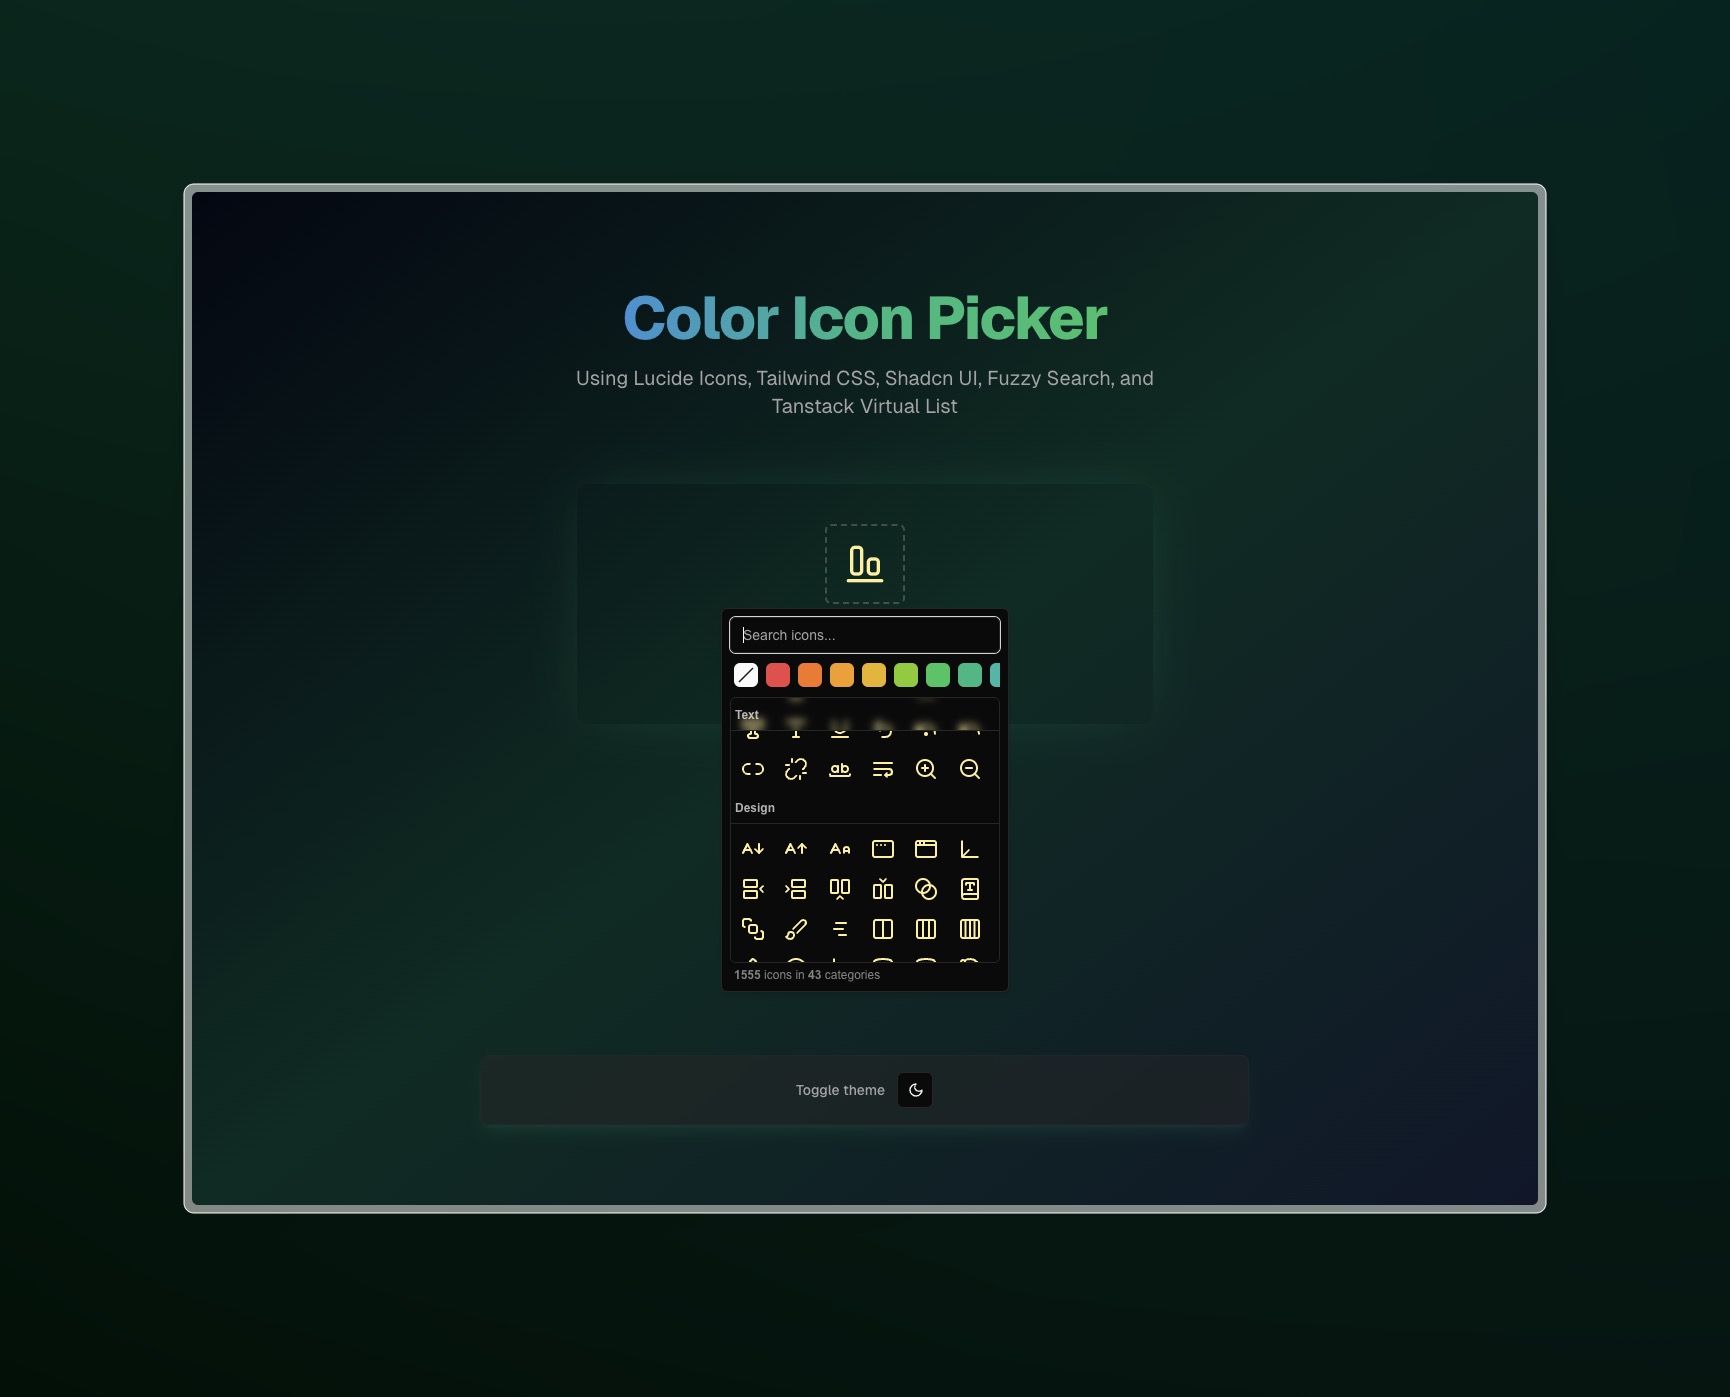 Color Icon Picker
Using Lucide Icons, Tailwind CSS, Shadcn UI, Fuzzy Search, and
Tanstack Virtual List
Search icons...
Text
Design
1555 icons in 43 categories
Toggle theme